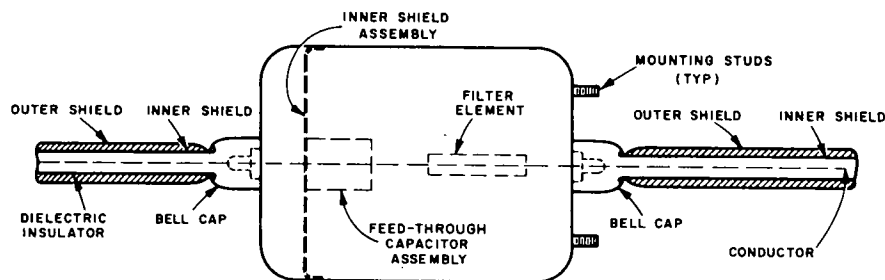 INNER SHIELD
ASSEMBLY
MOUNTING STUDS
(TYP)
FILTER
ELEMENT
OUTER SHIELD
INNER SHIELD
OUTER SHIELD
INNER SHIELD
DIELECTRIC
INSULATOR
BELL CAP
FEED-THROUGH
CAPACITOR
ASSEMBLY
BELL CAP
CONDUCTOR